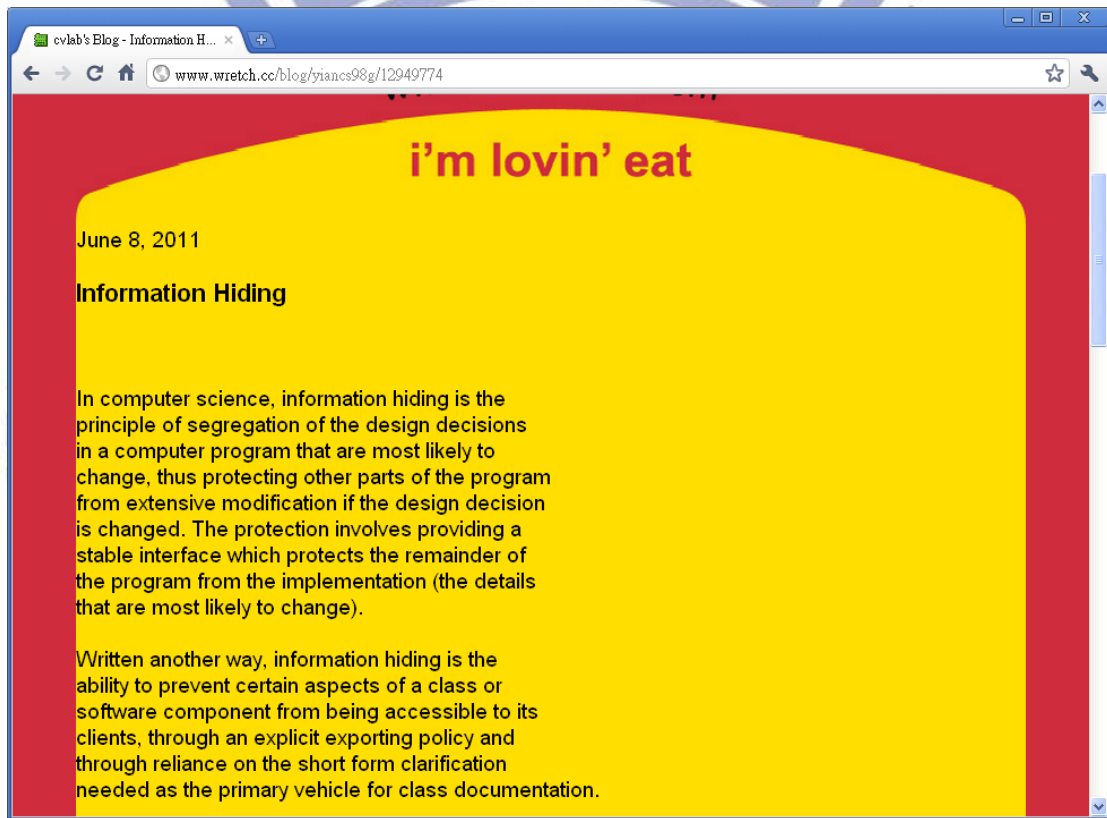 cvlab's Blog - Information H...
www.wretch.cc/blog/yiancs98g/12949774
i'm lovin' eat
June 8, 2011
Information Hiding
In computer science, information hiding is the
principle of segregation of the design decisions
in a computer program that are most likely to
change, thus protecting other parts of the program
from extensive modification if the design decision
is changed. The protection involves providing a
stable interface which protects the remainder of
the program from the implementation (the details
that are most likely to change).
Written another way, information hiding is the
ability to prevent certain aspects of a class or
software component from being accessible to its
clients, through an explicit exporting policy and
through reliance on the short form clarification
needed as the primary vehicle for class documentation.